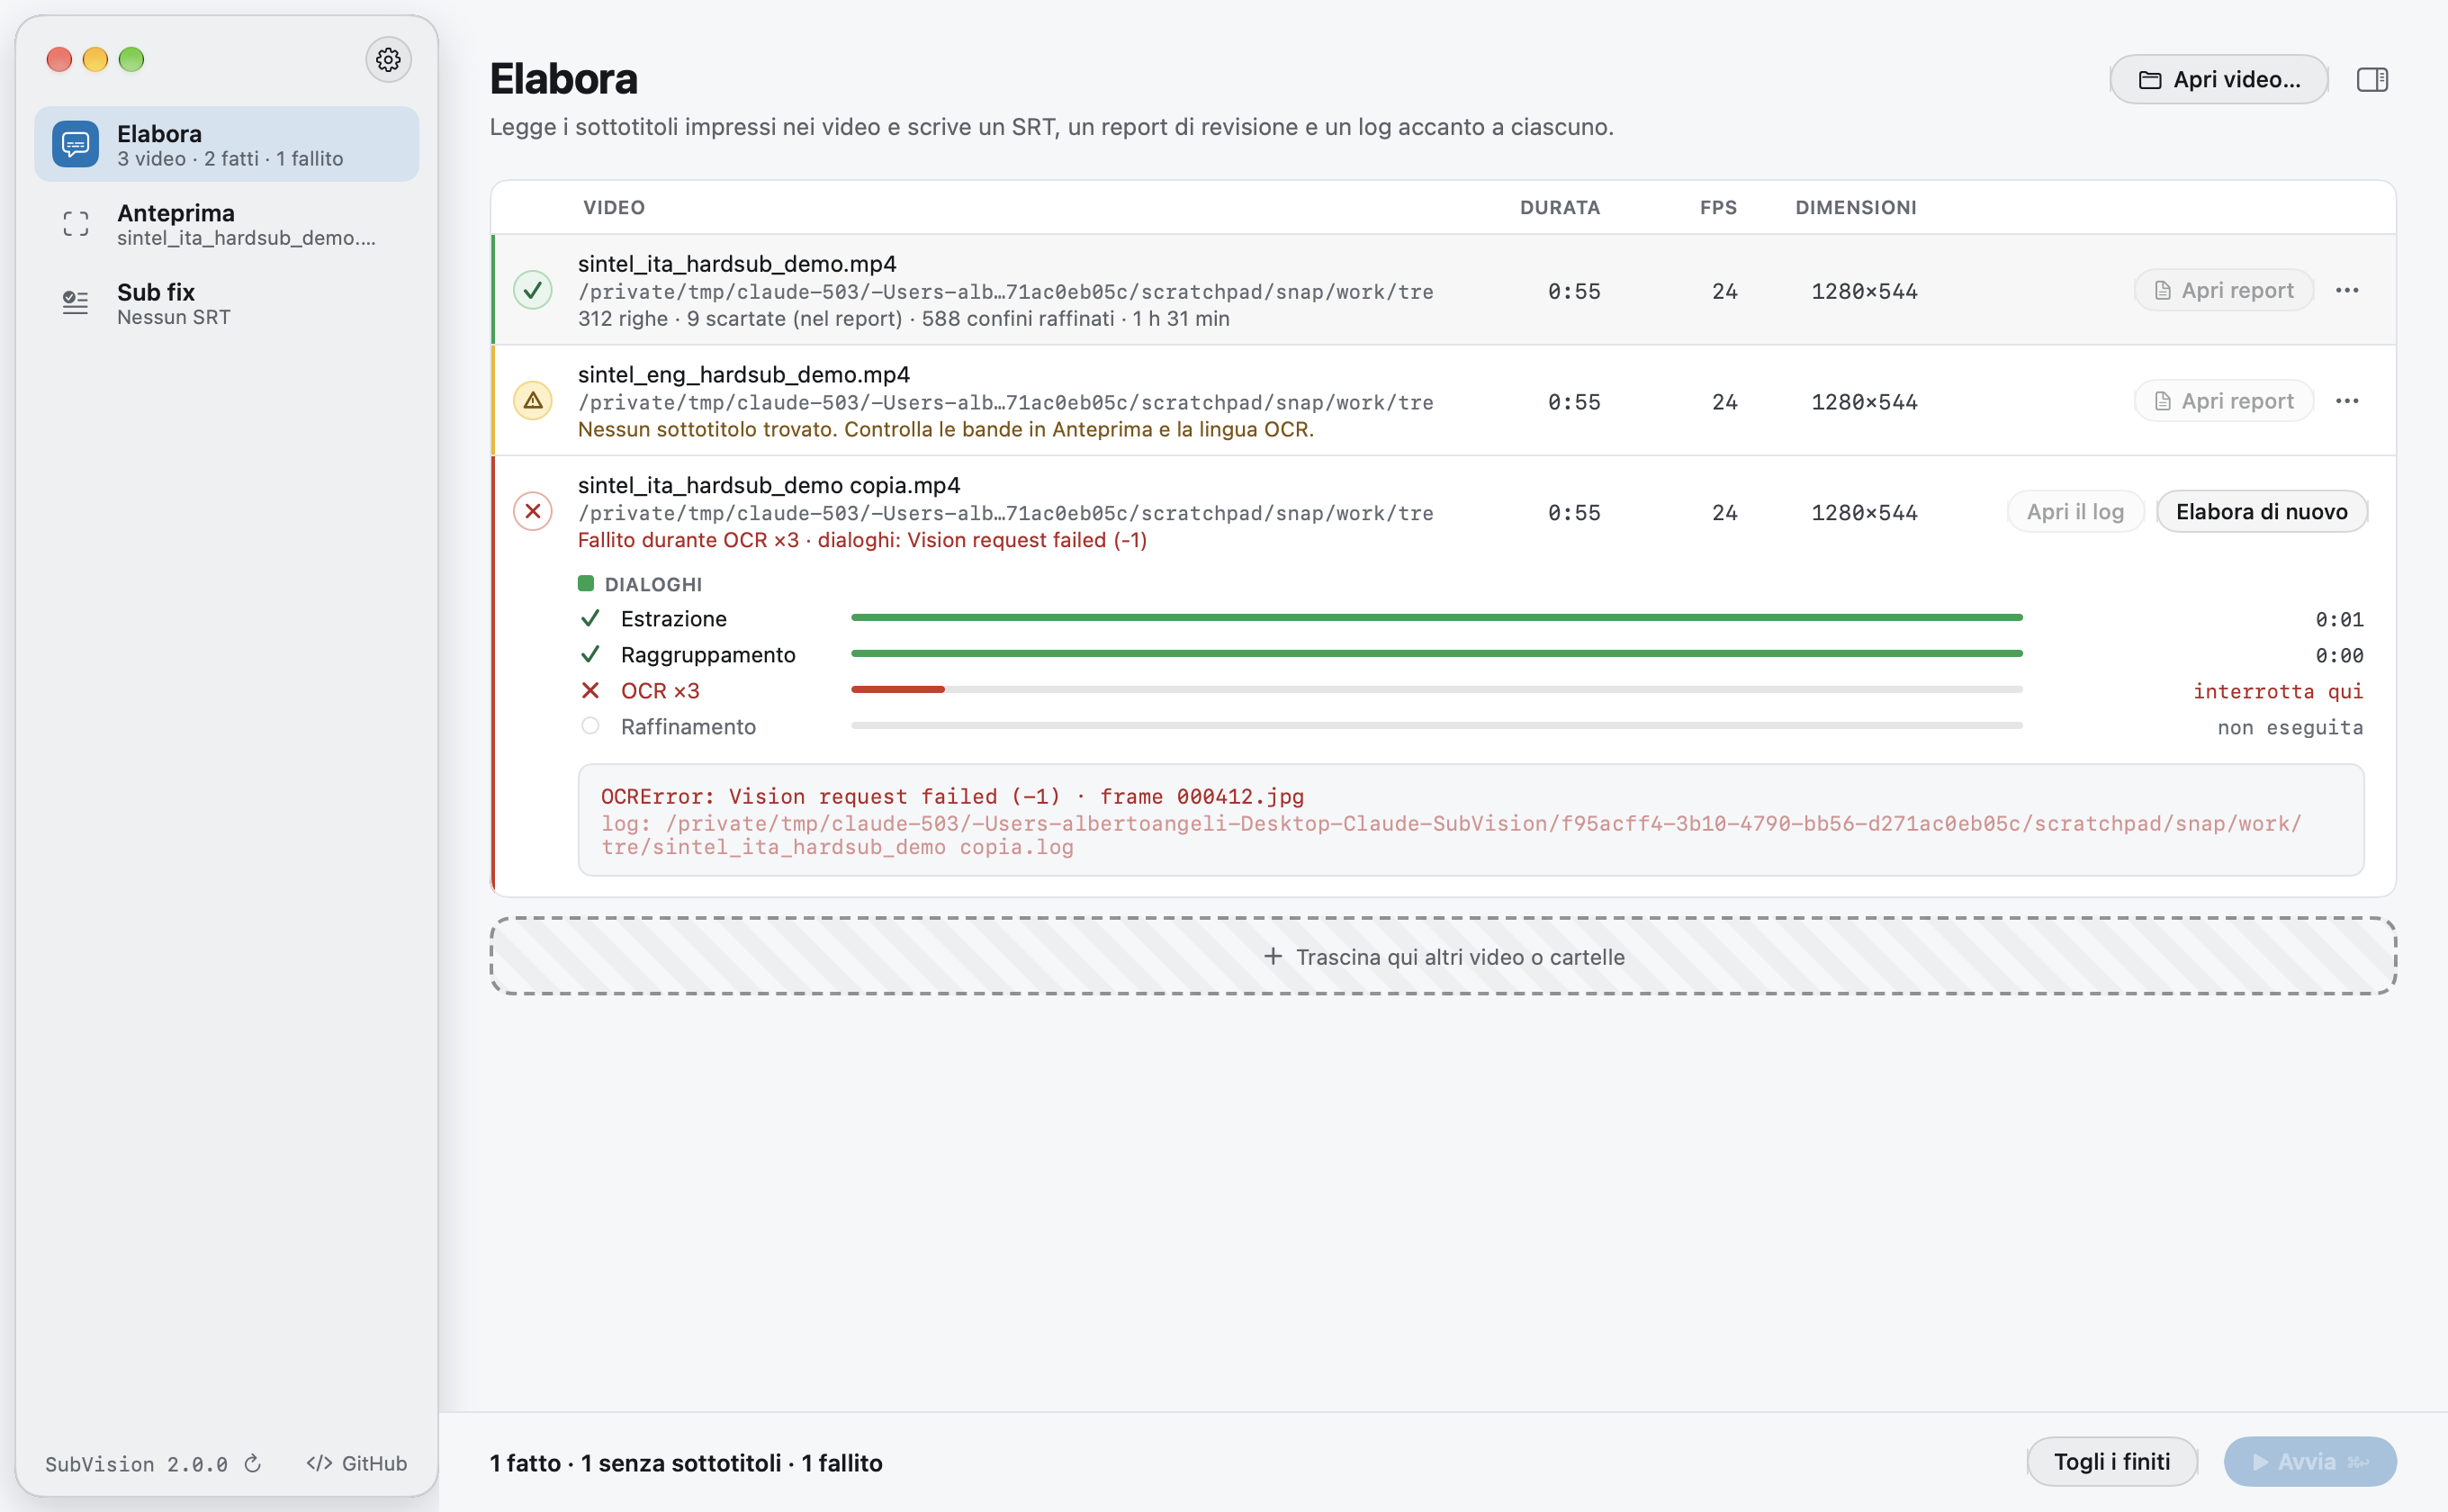 Elabora
3 video · 2 fatti · 1 fallito
Anteprima
sintel_ita_hardsub_demo.…
Sub fix
Nessun SRT
SubVision 2.0.0
</> GitHub
Elabora
Apri video…
Legge i sottotitoli impressi nei video e scrive un SRT, un report di revisione e un log accanto a ciascuno.
VIDEO DURATA FPS DIMENSIONI
sintel_ita_hardsub_demo.mp4
/private/tmp/claude-503/-Users-alb…71ac0eb05c/scratchpad/snap/work/tre 0:55 24 1280×544 Apri report
312 righe · 9 scartate (nel report) · 588 confini raffinati · 1 h 31 min
sintel_eng_hardsub_demo.mp4
/private/tmp/claude-503/-Users-alb…71ac0eb05c/scratchpad/snap/work/tre 0:55 24 1280×544 Apri report
Nessun sottotitolo trovato. Controlla le bande in Anteprima e la lingua OCR.
sintel_ita_hardsub_demo copia.mp4
/private/tmp/claude-503/-Users-alb…71ac0eb05c/scratchpad/snap/work/tre 0:55 24 1280×544 Apri il log Elabora di nuovo
Fallito durante OCR ×3 · dialoghi: Vision request failed (-1)
DIALOGHI
Estrazione 0:01
Raggruppamento 0:00
OCR ×3 interrotta qui
Raffinamento non eseguita
OCRError: Vision request failed (-1) · frame 000412.jpg
log: /private/tmp/claude-503/-Users-albertoangeli-Desktop-Claude-SubVision/f95acff4-3b10-4790-bb56-d271ac0eb05c/scratchpad/snap/work/
tre/sintel_ita_hardsub_demo copia.log
+ Trascina qui altri video o cartelle
1 fatto · 1 senza sottotitoli · 1 fallito
Togli i finiti
Avvia ⌘↩